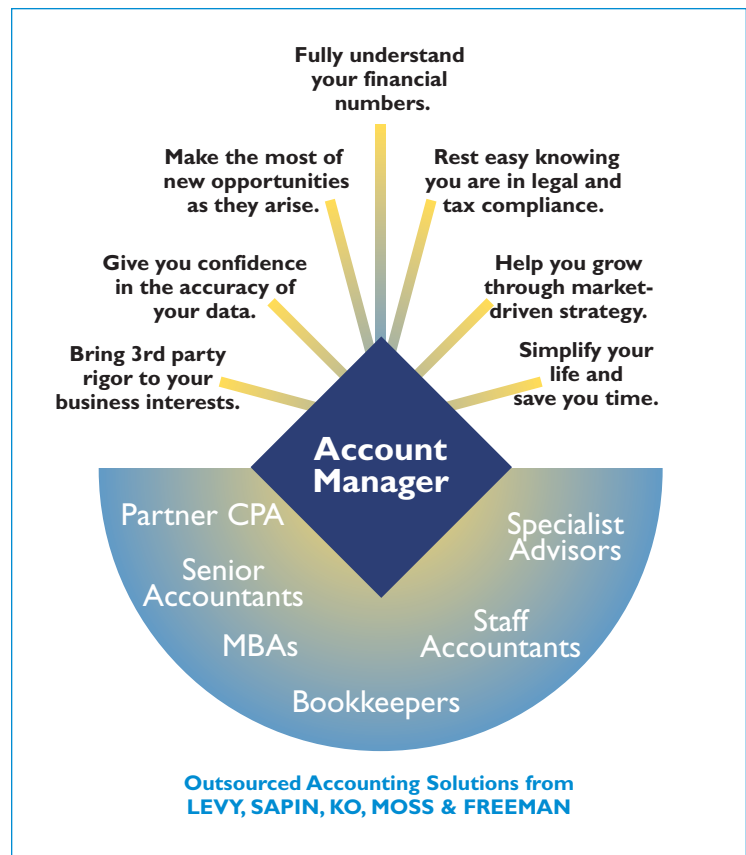 Fully understand
your financial
numbers.
Make the most of
new opportunities
as they arise.
Rest easy knowing
you are in legal and
tax compliance.
Give you confidence
in the accuracy of
your data.
Help you grow
through market-
driven strategy.
Bring 3rd party
rigor to your
business interests.
Simplify your
life and
save you time.
Account
Manager
Partner CPA
Specialist
Advisors
Senior
Accountants
MBAs
Staff
Accountants
Bookkeepers
Outsourced Accounting Solutions from
LEVY, SAPIN, KO, MOSS & FREEMAN